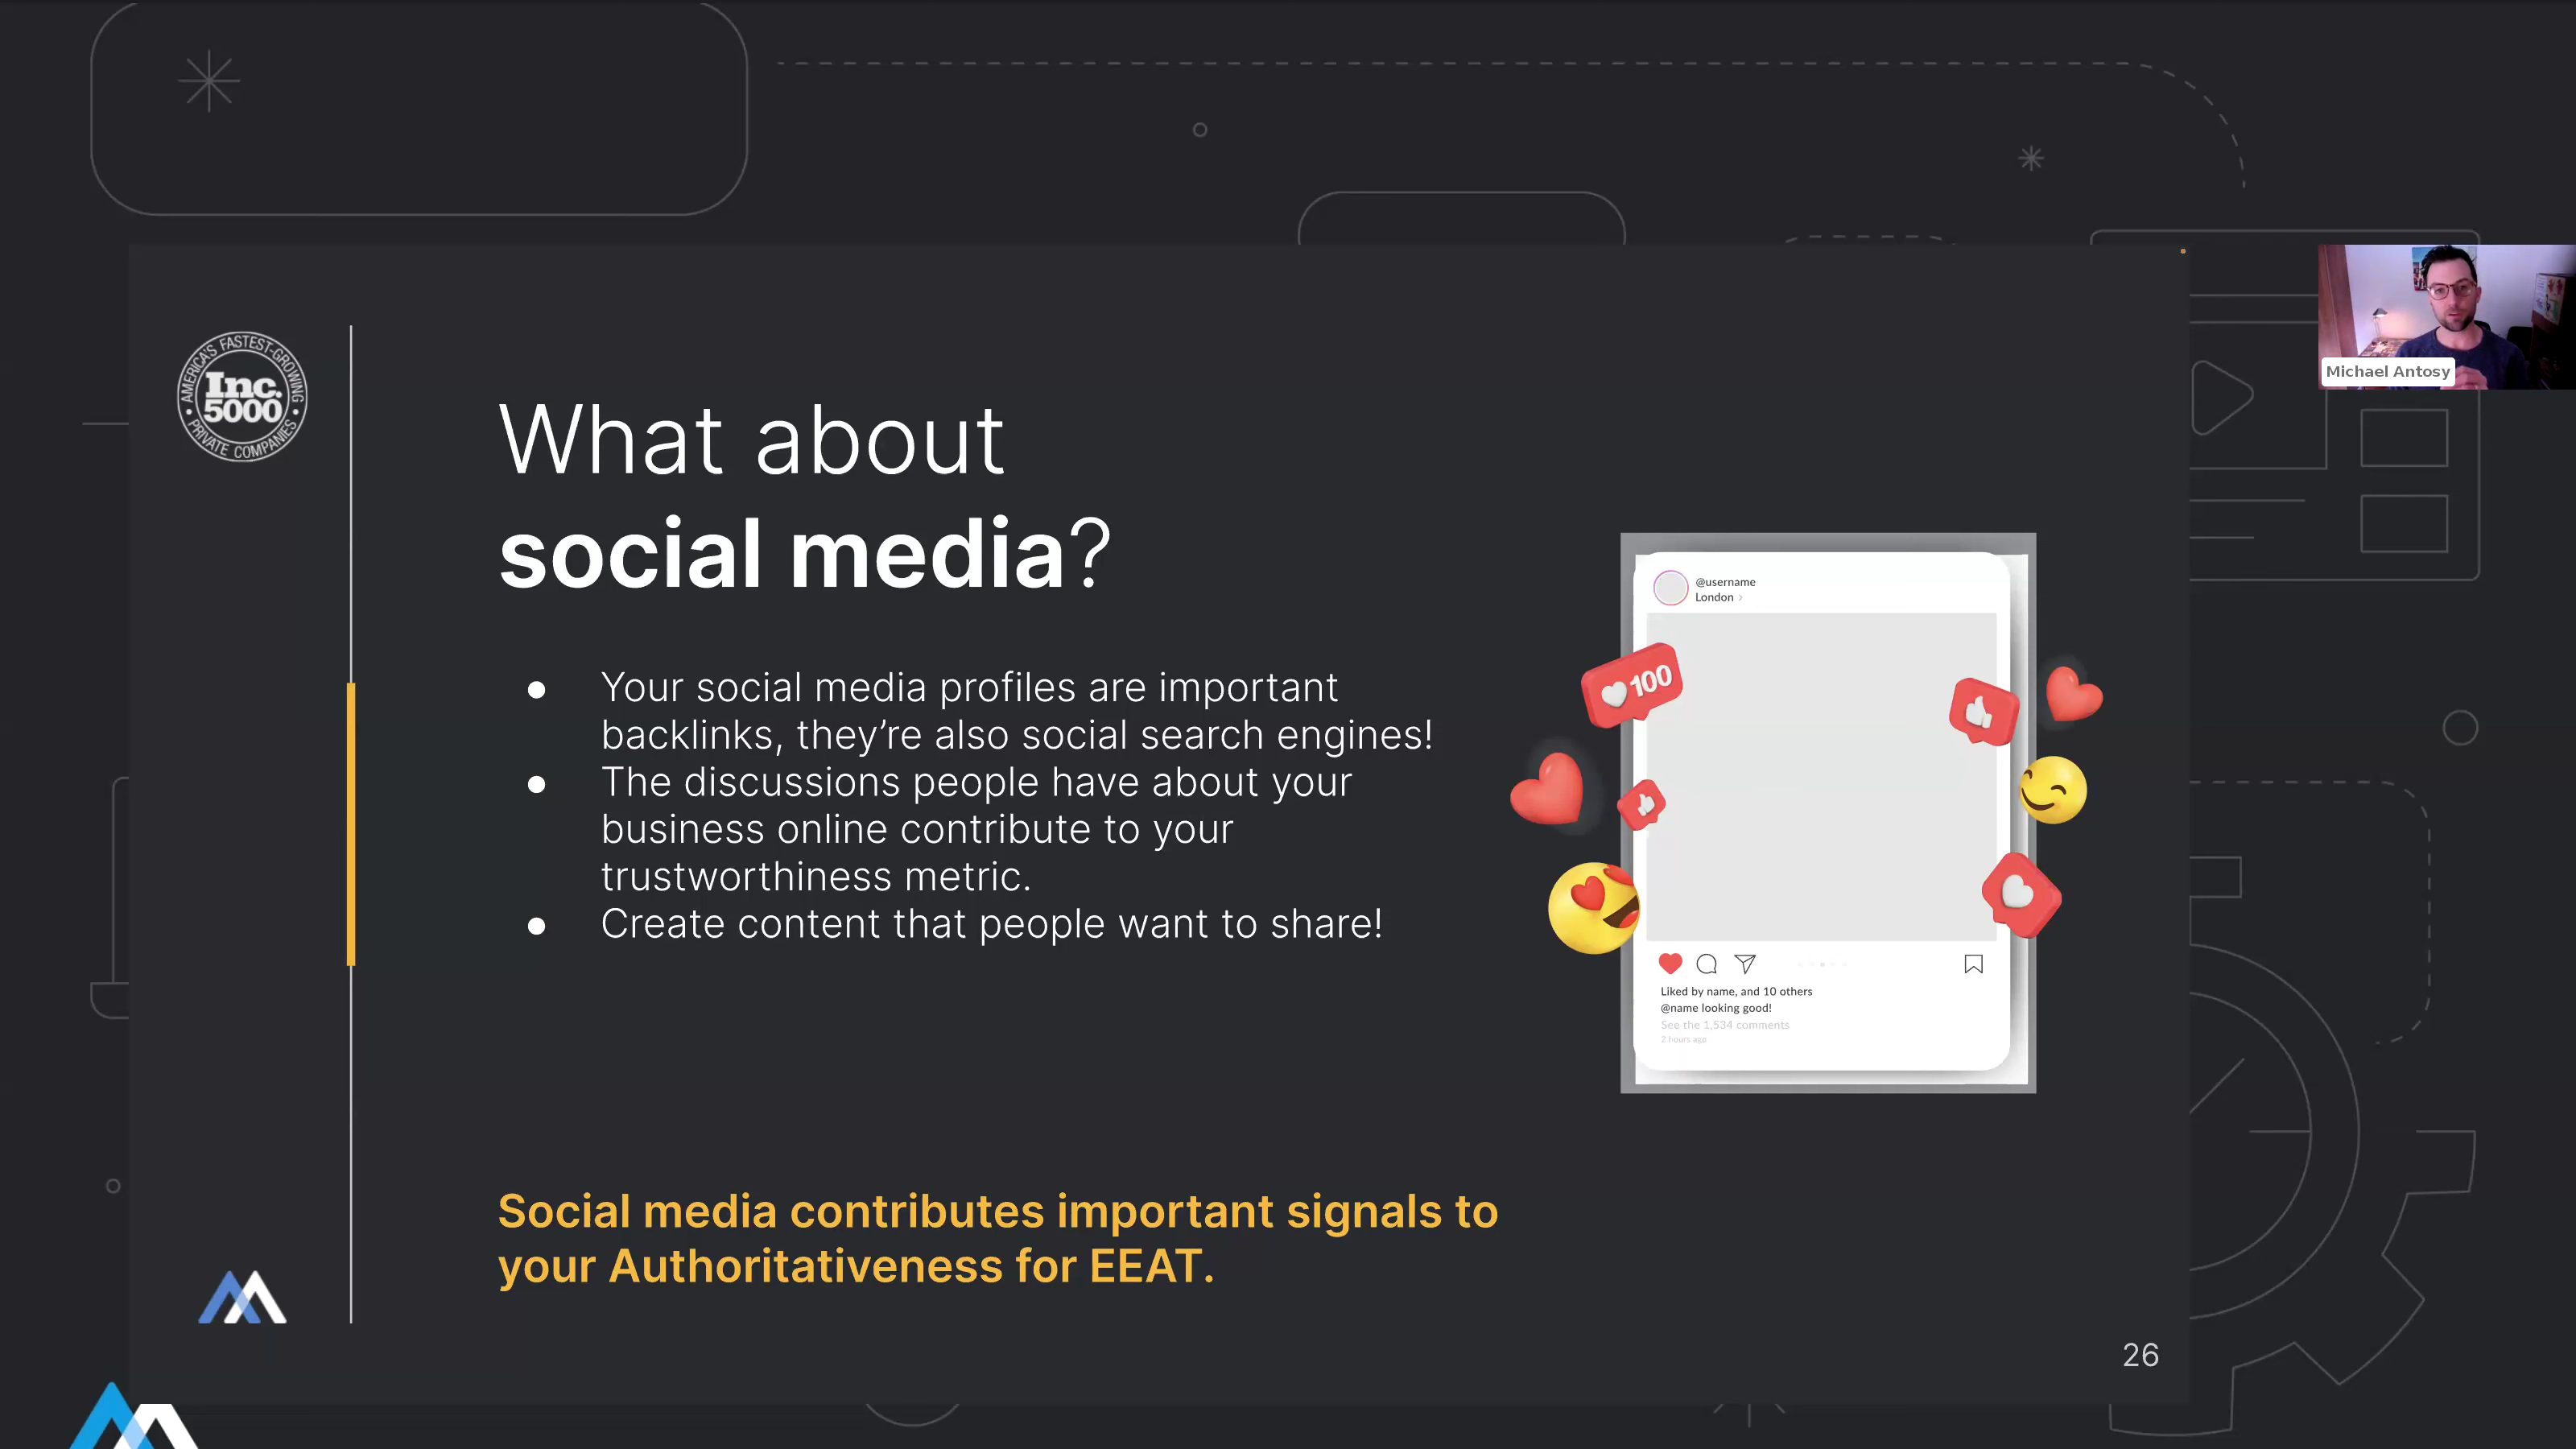 AMERICA'S FASTEST-GROWING
Inc.
5000
PRIVATE COMPANIES
What about
social media?
● Your social media profiles are important
backlinks, they’re also social search engines!
● The discussions people have about your
business online contribute to your
trustworthiness metric.
● Create content that people want to share!
Social media contributes important signals to
your Authoritativeness for EEAT.
@username
London >
100
Liked by name, and 10 others
@name looking good!
See the 1,534 comments
2 hours ago
Michael Antosy
26